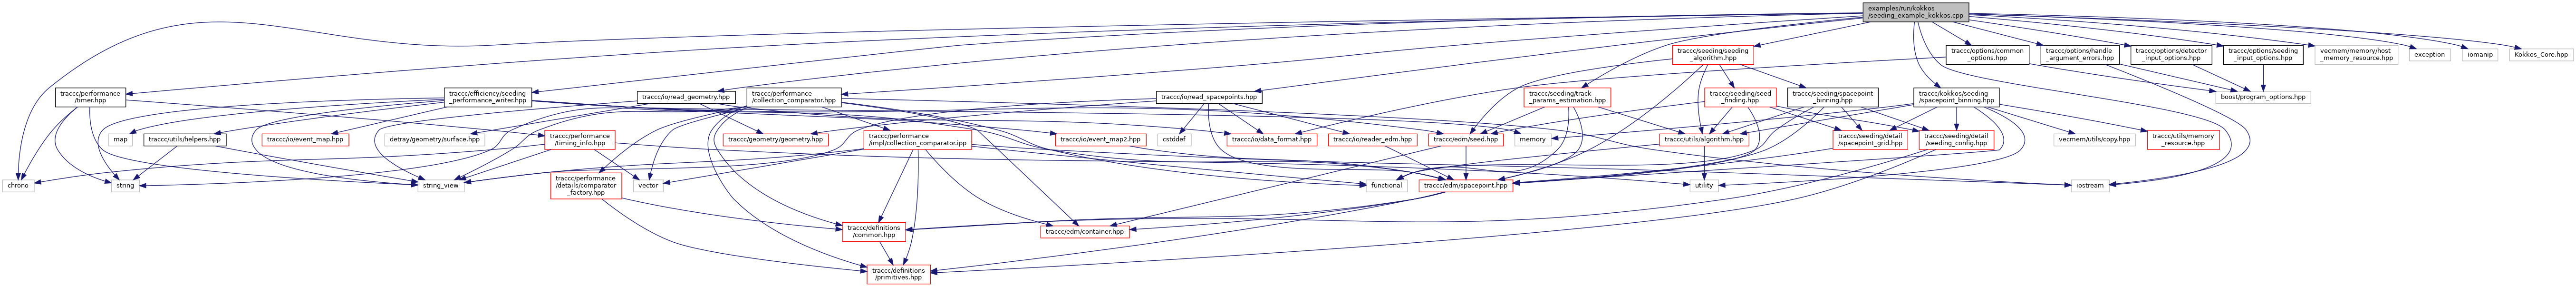 examples/run/kokkos
/seeding_example_kokkos.cpp
traccc/seeding/seeding
_algorithm.hpp
traccc/options/common
_options.hpp
traccc/options/handle
_argument_errors.hpp
traccc/options/detector
_input_options.hpp
traccc/options/seeding
_input_options.hpp
vecmem/memory/host
_memory_resource.hpp
exception
iomanip
Kokkos_Core.hpp
traccc/performance
/timer.hpp
traccc/efficiency/seeding
_performance_writer.hpp
traccc/io/read_geometry.hpp
traccc/performance
/collection_comparator.hpp
traccc/io/read_spacepoints.hpp
traccc/seeding/track
_params_estimation.hpp
traccc/seeding/seed
_finding.hpp
traccc/seeding/spacepoint
_binning.hpp
traccc/kokkos/seeding
/spacepoint_binning.hpp
boost/program_options.hpp
map
traccc/utils/helpers.hpp
traccc/io/event_map.hpp
detray/geometry/surface.hpp
traccc/performance
/timing_info.hpp
traccc/geometry/geometry.hpp
traccc/performance
/impl/collection_comparator.ipp
traccc/io/event_map2.hpp
cstddef
traccc/io/data_format.hpp
traccc/io/reader_edm.hpp
traccc/edm/seed.hpp
memory
traccc/utils/algorithm.hpp
traccc/seeding/detail
/spacepoint_grid.hpp
traccc/seeding/detail
/seeding_config.hpp
vecmem/utils/copy.hpp
traccc/utils/memory
_resource.hpp
chrono
string
string_view
traccc/performance
/details/comparator
_factory.hpp
vector
functional
traccc/edm/spacepoint.hpp
utility
iostream
traccc/definitions
/common.hpp
traccc/edm/container.hpp
traccc/definitions
/primitives.hpp